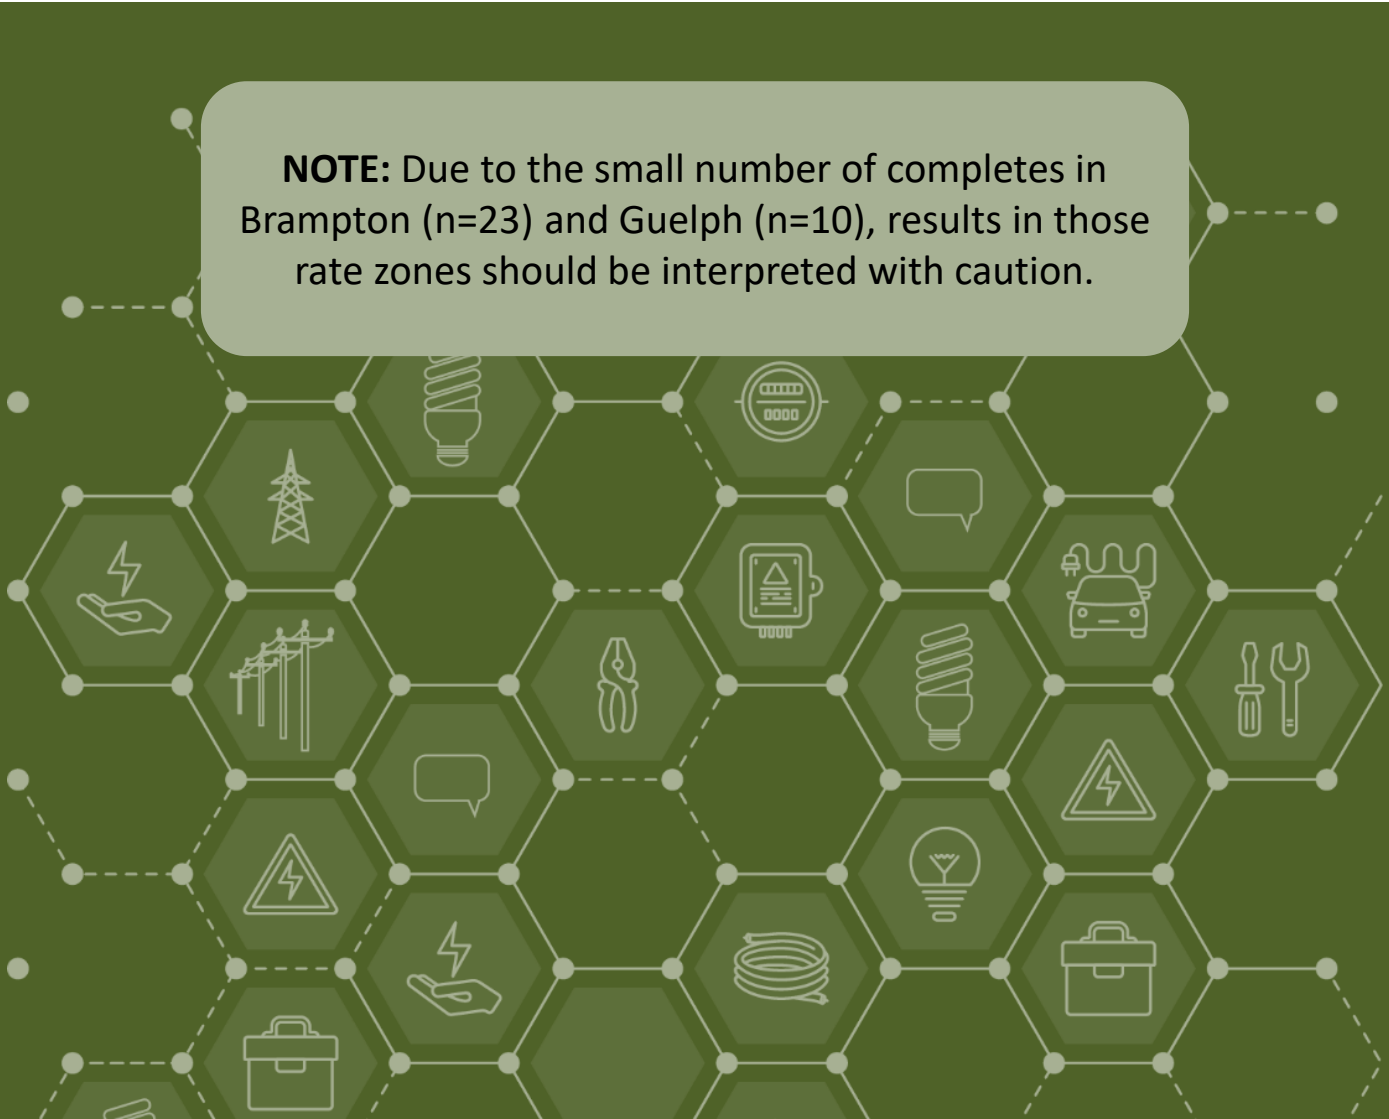 NOTE: Due to the small number of completes in
Brampton (n=23) and Guelph (n=10), results in those
rate zones should be interpreted with caution.